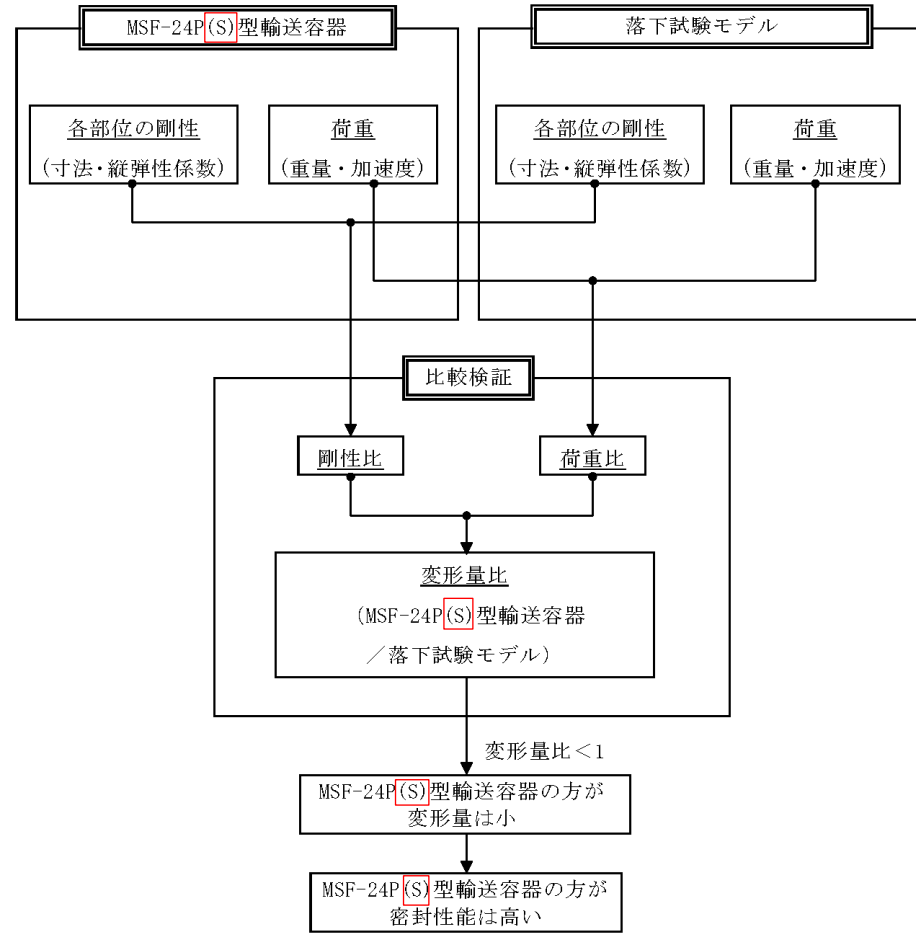 MSF-24P(S)型輸送容器
落下試験モデル
各部位の剛性
(寸法・縦弾性係数)
荷重
(重量・加速度)
各部位の剛性
(寸法・縦弾性係数)
荷重
(重量・加速度)
比較検証
剛性比
荷重比
変形量比
(MSF-24P(S)型輸送容器
／落下試験モデル)
変形量比＜1
MSF-24P(S)型輸送容器の方が
変形量は小
MSF-24P(S)型輸送容器の方が
密封性能は高い